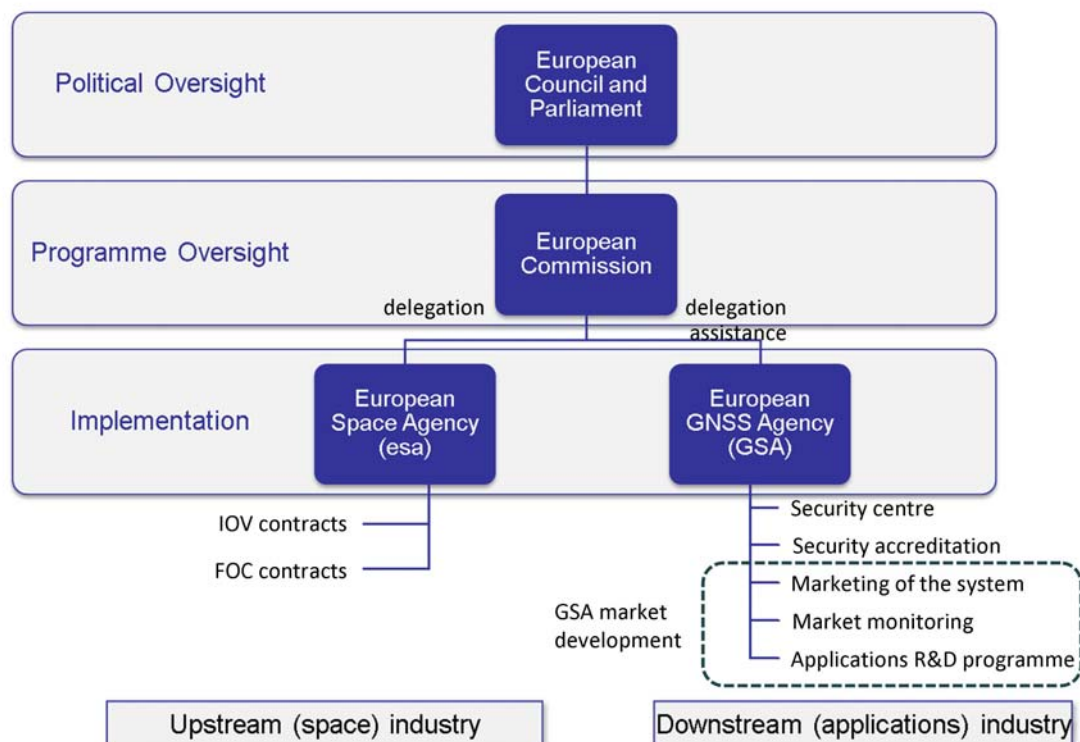 Political Oversight
European
Council and
Parliament
Programme Oversight
European
Commission
delegation
delegation
assistance
Implementation
European
Space Agency
(esa)
European
GNSS Agency
(GSA)
IOV contracts
FOC contracts
Security centre
Security accreditation
Marketing of the system
Market monitoring
Applications R&D programme
GSA market
development
Upstream (space) industry
Downstream (applications) industry